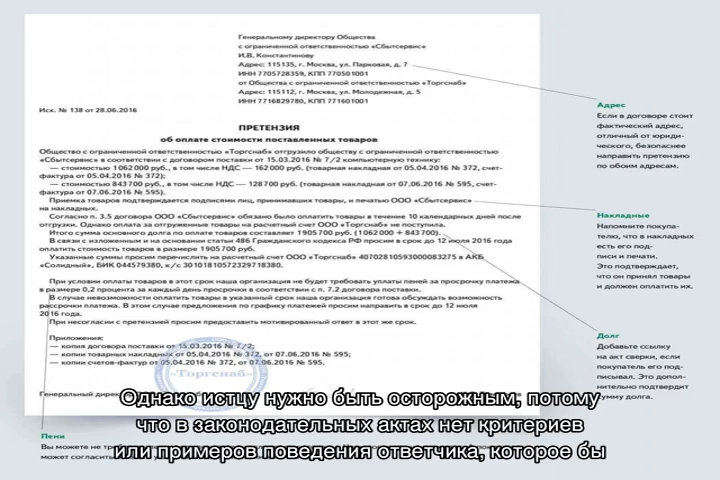 Генеральному директору Общества
с ограниченной ответственностью «Сбытсервис»
И.В. Константинову
Адрес: 115135, г. Москва, ул. Парковая, д. 7
ИНН 7705728359, КПП 770501001
от Общества с ограниченной ответственностью «Торгснаб»
Адрес: 115112, г. Москва, ул. Молодежная, д. 5
ИНН 7716829780, КПП 771601001
Исх. № 138 от 28.06.2016
ПРЕТЕНЗИЯ
об оплате стоимости поставленных товаров
Общество с ограниченной ответственностью «Торгснаб» отгрузило обществу с ограниченной ответственностью
«Сбытсервис» в соответствии с договором поставки от 15.03.2016 № 7/2 компьютерную технику:
— стоимостью 1 062 000 руб., в том числе НДС — 162 000 руб. (товарная накладная от 05.04.2016 № 372, счет-
фактура от 05.04.2016 № 372);
— стоимостью 843 700 руб., в том числе НДС — 128 700 руб. (товарная накладная от 07.06.2016 № 595, счет-
фактура от 07.06.2016 № 595).
Приемка товаров подтверждается подписями лиц, принимавших товары, и печатью ООО «Сбытсервис»
на накладных.
Согласно п. 3.5 договора ООО «Сбытсервис» обязано было оплатить товары в течение 10 календарных дней после
отгрузки. Однако оплата за отгруженные товары на расчетный счет ООО «Торгснаб» не поступила.
Итого сумма основного долга по оплате составляет 1 905 700 руб. (1 062 000 + 843 700).
В связи с изложенным и на основании статьи 486 Гражданского кодекса РФ просим в срок до 12 июля 2016 года
оплатить стоимость товаров в размере 1 905 700 руб.
Указанные суммы просим перечислить на расчетный счет ООО «Торгснаб» 40702810593000083275 в АКБ
«Солидный», БИК 044579380, к/с 30101810572329718380.
При условии оплаты товаров в этот срок наша организация не будет требовать уплаты пеней за просрочку платежа
в размере 0,2 процента за каждый день просрочки в соответствии с п. 7.2 договора поставки.
В случае невозможности оплатить товары в указанный срок наша организация готова обсуждать возможность
рассрочки платежа. В этом случае предложения по графику платежей просим направить в срок до 12 июля
2016 года.
При несогласии с претензией просим доставить мотивированный ответ в этот же срок.
Приложения:
— копия договора поставки от 15.03.2016 № 7/2;
— копии товарных накладных от 05.04.2016 № 372, от 07.06.2016 № 595;
— копии счетов-фактур от 05.04.2016 № 372, от 07.06.2016 № 595.
«Торгснаб»
Генеральный
Адрес
Если в договоре стоит
фактический адрес,
отличный от юриди-
ческого, безопаснее
направить претензию
по обоим адресам.
Накладные
Напомните покупа-
телю, что в накладных
есть его под-
писи и печати.
Это подтверждает,
что он принял товары
и должен оплатить их.
Долг
Добавьте ссылку
на акт сверки, если
покупатель его под-
писывал. Это допол-
нительно подтвердит
сумму долга.
Пени
Вы можете не
может
Однако истцу нужно быть осторожным, потому
что в законодательных актах нет критериев
или примеров поведения ответчика, которое бы